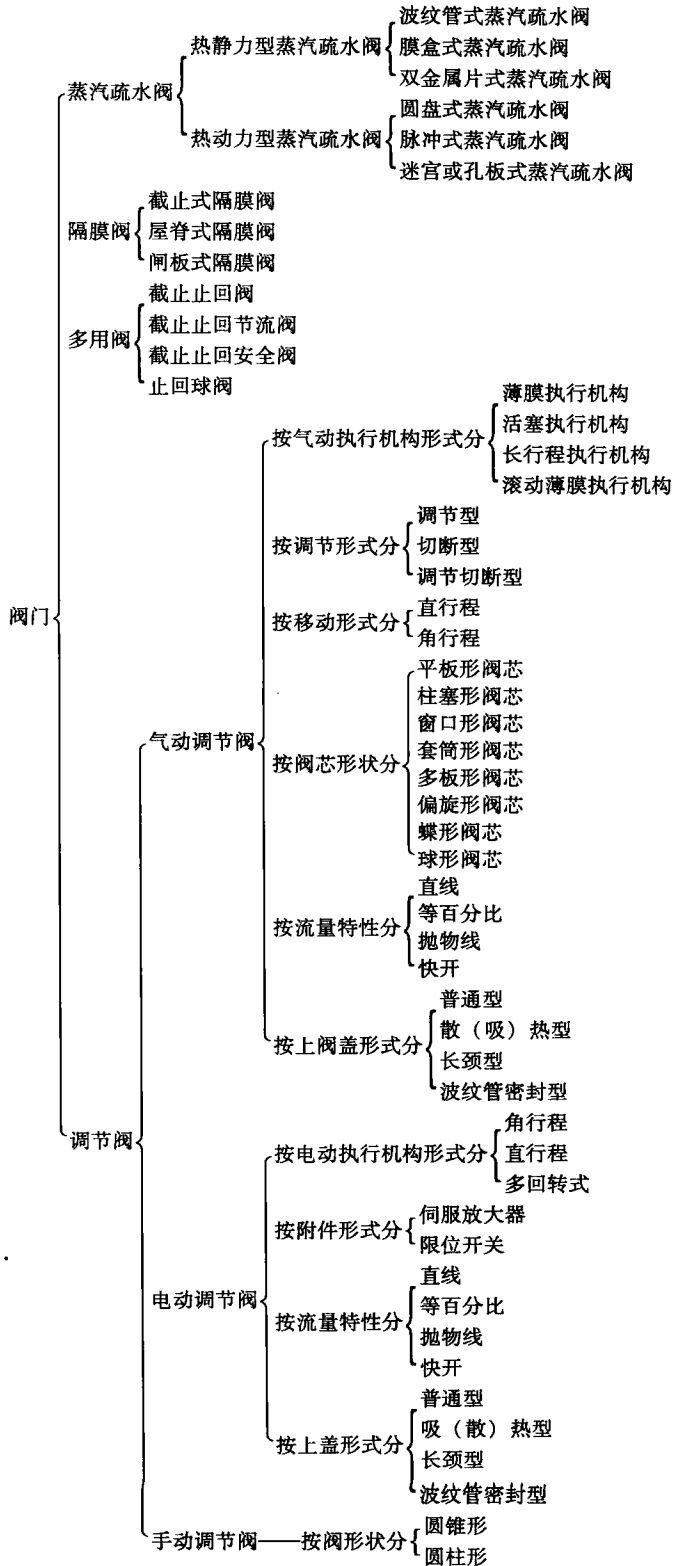 波纹管式蒸汽疏水阀
热静力型蒸汽疏水阀
膜盒式蒸汽疏水阀
双金属片式蒸汽疏水阀
蒸汽疏水阀
圆盘式蒸汽疏水阀
热动力型蒸汽疏水阀
脉冲式蒸汽疏水阀
迷宫或孔板式蒸汽疏水阀
截止式隔膜阀
隔膜阀
屋脊式隔膜阀
闸板式隔膜阀
截止止回阀
多用阀
截止止回节流阀
截止止回安全阀
止回球阀
薄膜执行机构
按气动执行机构形式分
活塞执行机构
长行程执行机构
滚动薄膜执行机构
调节型
按调节形式分
切断型
调节切断型
阀门
直行程
按移动形式分
角行程
平板形阀芯
柱塞形阀芯
窗口形阀芯
气动调节阀
按阀芯形状分
套筒形阀芯
多板形阀芯
偏旋形阀芯
蝶形阀芯
球形阀芯
直线
按流量特性分
等百分比
抛物线
快开
普通型
按上阀盖形式分
散（吸）热型
长颈型
波纹管密封型
调节阀
角行程
按电动执行机构形式分
直行程
多回转式
按附件形式分
伺服放大器
限位开关
电动调节阀
直线
按流量特性分
等百分比
抛物线
快开
普通型
按上盖形式分
吸（散）热型
长颈型
波纹管密封型
手动调节阀——按阀形状分
圆锥形
圆柱形